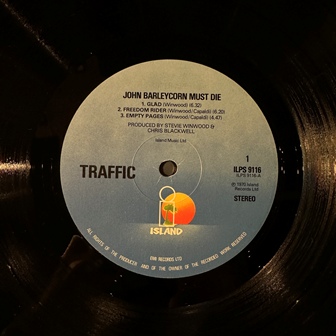 JOHN BARLEYCORN MUST DIE
1. GLAD (Winwood) (6.32)
2. FREEDOM RIDER (Winwood/Capaldi) (6.20)
3. EMPTY PAGES (Winwood/Capaldi) (4.47)
PRODUCED BY STEVIE WINWOOD &
CHRIS BLACKWELL
Island Music Ltd
TRAFFIC
1
ILPS 9116
ILPS 9116-A
℗ 1970 Island
Records Ltd
STEREO
ISLAND
EMI RECORDS LTD
ALL RIGHTS OF THE PRODUCER AND OF THE OWNER OF THE RECORDED WORK RESERVED